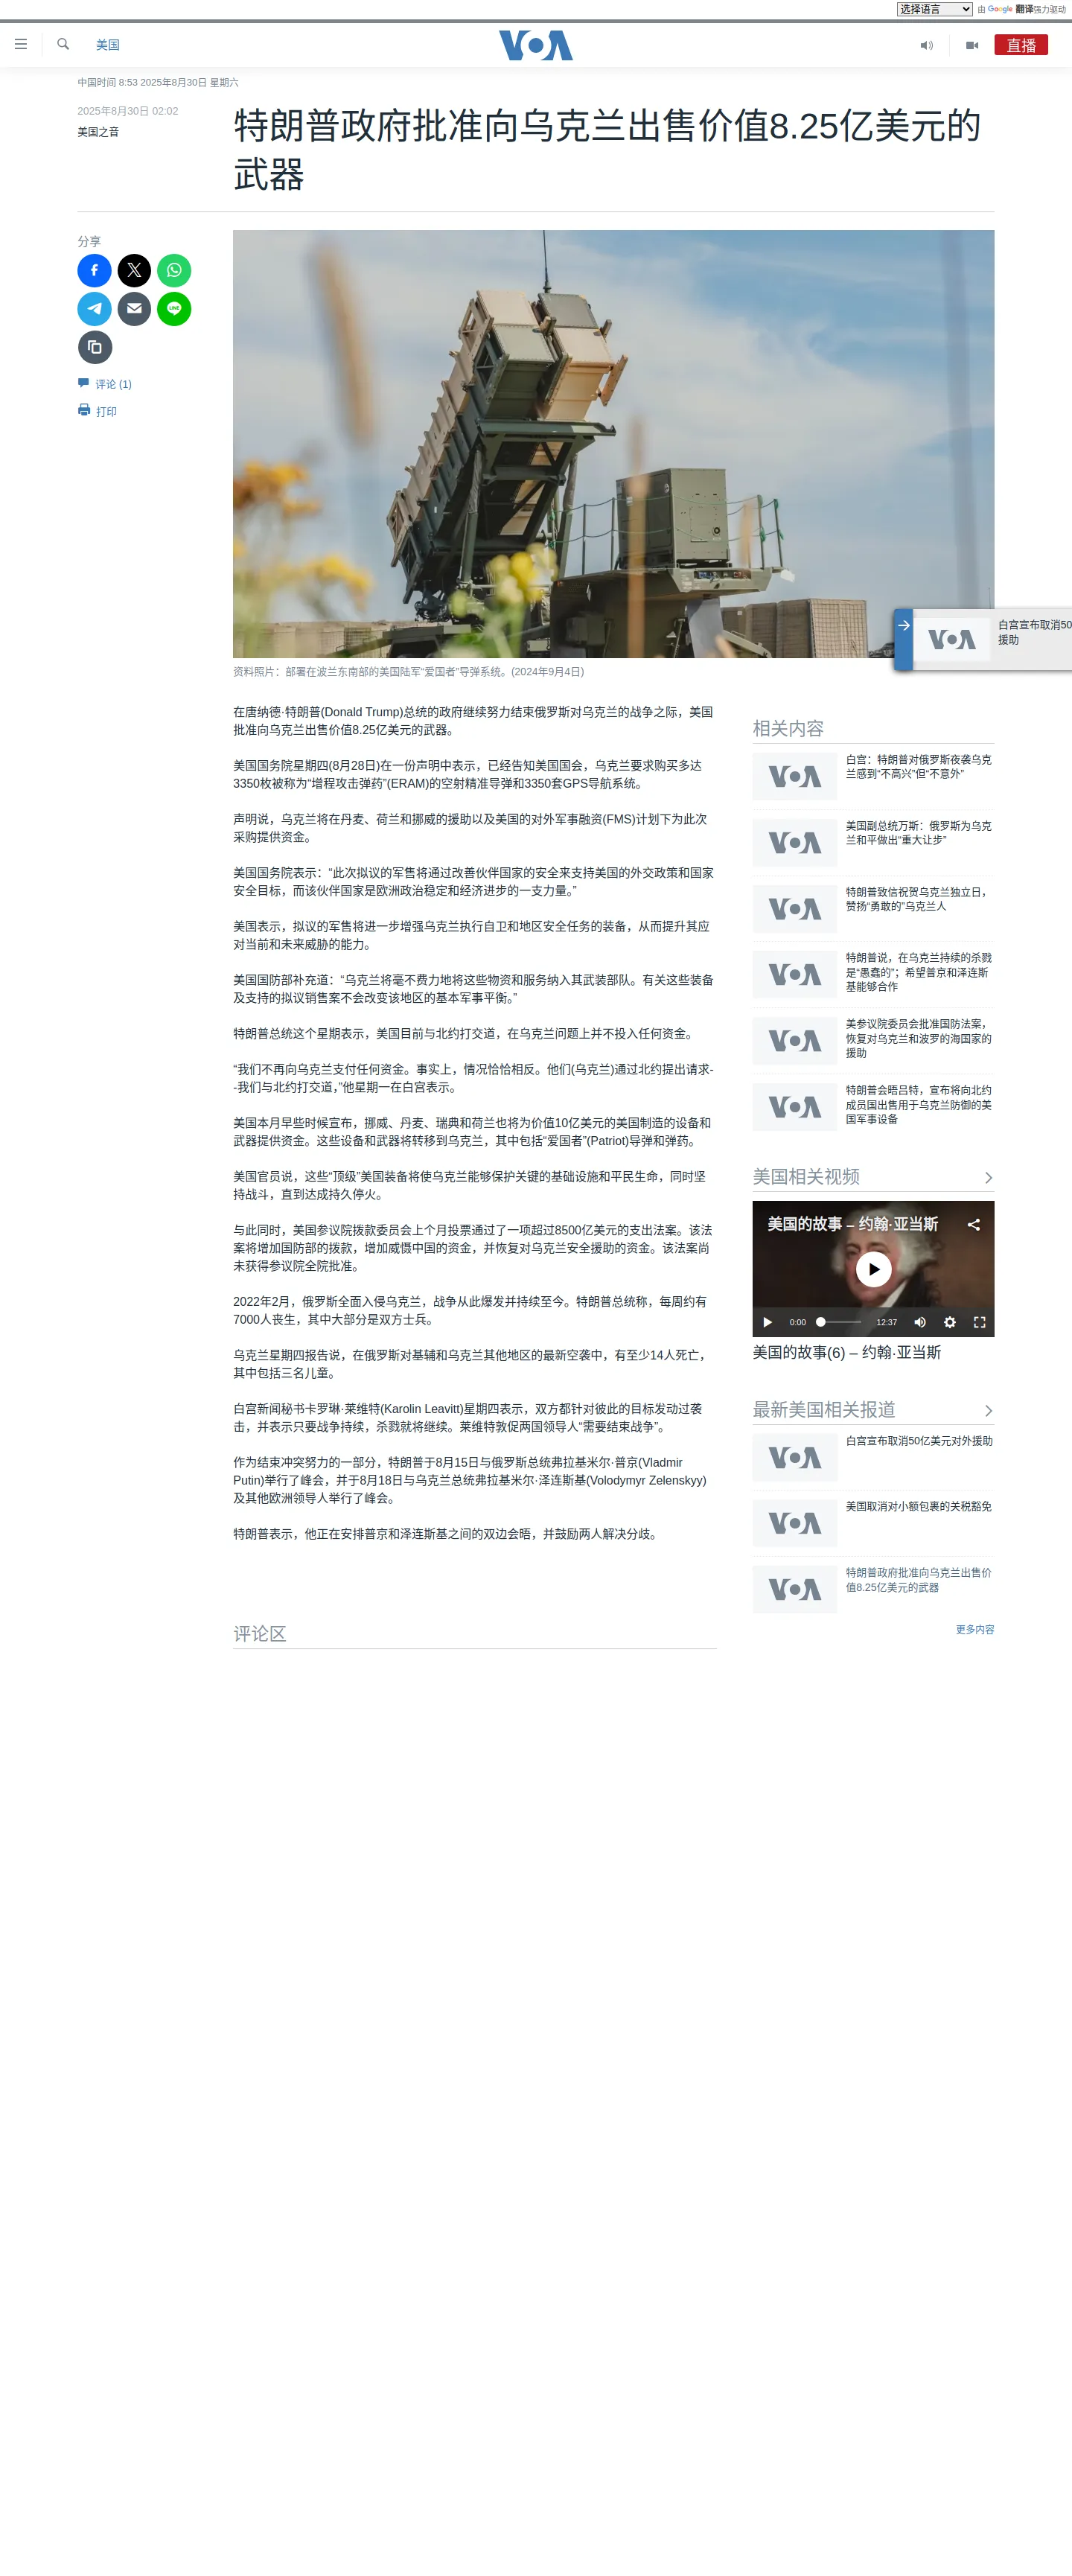 选择语言
由 Google 翻译强力驱动
美国
VOA
直播
中国时间 8:53 2025年8月30日 星期六
2025年8月30日 02:02
美国之音
特朗普政府批准向乌克兰出售价值8.25亿美元的
武器
分享
LINE
评论 (1)
打印
VOA
白宫宣布取消50
援助
资料照片：部署在波兰东南部的美国陆军“爱国者”导弹系统。(2024年9月4日)
在唐纳德·特朗普(Donald Trump)总统的政府继续努力结束俄罗斯对乌克兰的战争之际，美国
批准向乌克兰出售价值8.25亿美元的武器。
美国国务院星期四(8月28日)在一份声明中表示，已经告知美国国会，乌克兰要求购买多达
3350枚被称为“增程攻击弹药”(ERAM)的空射精准导弹和3350套GPS导航系统。
声明说，乌克兰将在丹麦、荷兰和挪威的援助以及美国的对外军事融资(FMS)计划下为此次
采购提供资金。
美国国务院表示：“此次拟议的军售将通过改善伙伴国家的安全来支持美国的外交政策和国家
安全目标，而该伙伴国家是欧洲政治稳定和经济进步的一支力量。”
美国表示，拟议的军售将进一步增强乌克兰执行自卫和地区安全任务的装备，从而提升其应
对当前和未来威胁的能力。
美国国防部补充道：“乌克兰将毫不费力地将这些物资和服务纳入其武装部队。有关这些装备
及支持的拟议销售案不会改变该地区的基本军事平衡。”
特朗普总统这个星期表示，美国目前与北约打交道，在乌克兰问题上并不投入任何资金。
“我们不再向乌克兰支付任何资金。事实上，情况恰恰相反。他们(乌克兰)通过北约提出请求-
-我们与北约打交道，”他星期一在白宫表示。
美国本月早些时候宣布，挪威、丹麦、瑞典和荷兰也将为价值10亿美元的美国制造的设备和
武器提供资金。这些设备和武器将转移到乌克兰，其中包括“爱国者”(Patriot)导弹和弹药。
美国官员说，这些“顶级”美国装备将使乌克兰能够保护关键的基础设施和平民生命，同时坚
持战斗，直到达成持久停火。
与此同时，美国参议院拨款委员会上个月投票通过了一项超过8500亿美元的支出法案。该法
案将增加国防部的拨款，增加威慑中国的资金，并恢复对乌克兰安全援助的资金。该法案尚
未获得参议院全院批准。
2022年2月，俄罗斯全面入侵乌克兰，战争从此爆发并持续至今。特朗普总统称，每周约有
7000人丧生，其中大部分是双方士兵。
乌克兰星期四报告说，在俄罗斯对基辅和乌克兰其他地区的最新空袭中，有至少14人死亡，
其中包括三名儿童。
白宫新闻秘书卡罗琳·莱维特(Karolin Leavitt)星期四表示，双方都针对彼此的目标发动过袭
击，并表示只要战争持续，杀戮就将继续。莱维特敦促两国领导人“需要结束战争”。
作为结束冲突努力的一部分，特朗普于8月15日与俄罗斯总统弗拉基米尔·普京(Vladmir
Putin)举行了峰会，并于8月18日与乌克兰总统弗拉基米尔·泽连斯基(Volodymyr Zelenskyy)
及其他欧洲领导人举行了峰会。
特朗普表示，他正在安排普京和泽连斯基之间的双边会晤，并鼓励两人解决分歧。
评论区
相关内容
VOA
白宫：特朗普对俄罗斯夜袭乌克
兰感到“不高兴”但“不意外”
VOA
美国副总统万斯：俄罗斯为乌克
兰和平做出“重大让步”
VOA
特朗普致信祝贺乌克兰独立日，
赞扬“勇敢的”乌克兰人
VOA
特朗普说，在乌克兰持续的杀戮
是“愚蠢的”；希望普京和泽连斯
基能够合作
VOA
美参议院委员会批准国防法案，
恢复对乌克兰和波罗的海国家的
援助
VOA
特朗普会晤吕特，宣布将向北约
成员国出售用于乌克兰防御的美
国军事设备
美国相关视频
美国的故事 – 约翰·亚当斯
0:00
12:37
美国的故事(6) – 约翰·亚当斯
最新美国相关报道
VOA
白宫宣布取消50亿美元对外援助
VOA
美国取消对小额包裹的关税豁免
VOA
特朗普政府批准向乌克兰出售价
值8.25亿美元的武器
更多内容